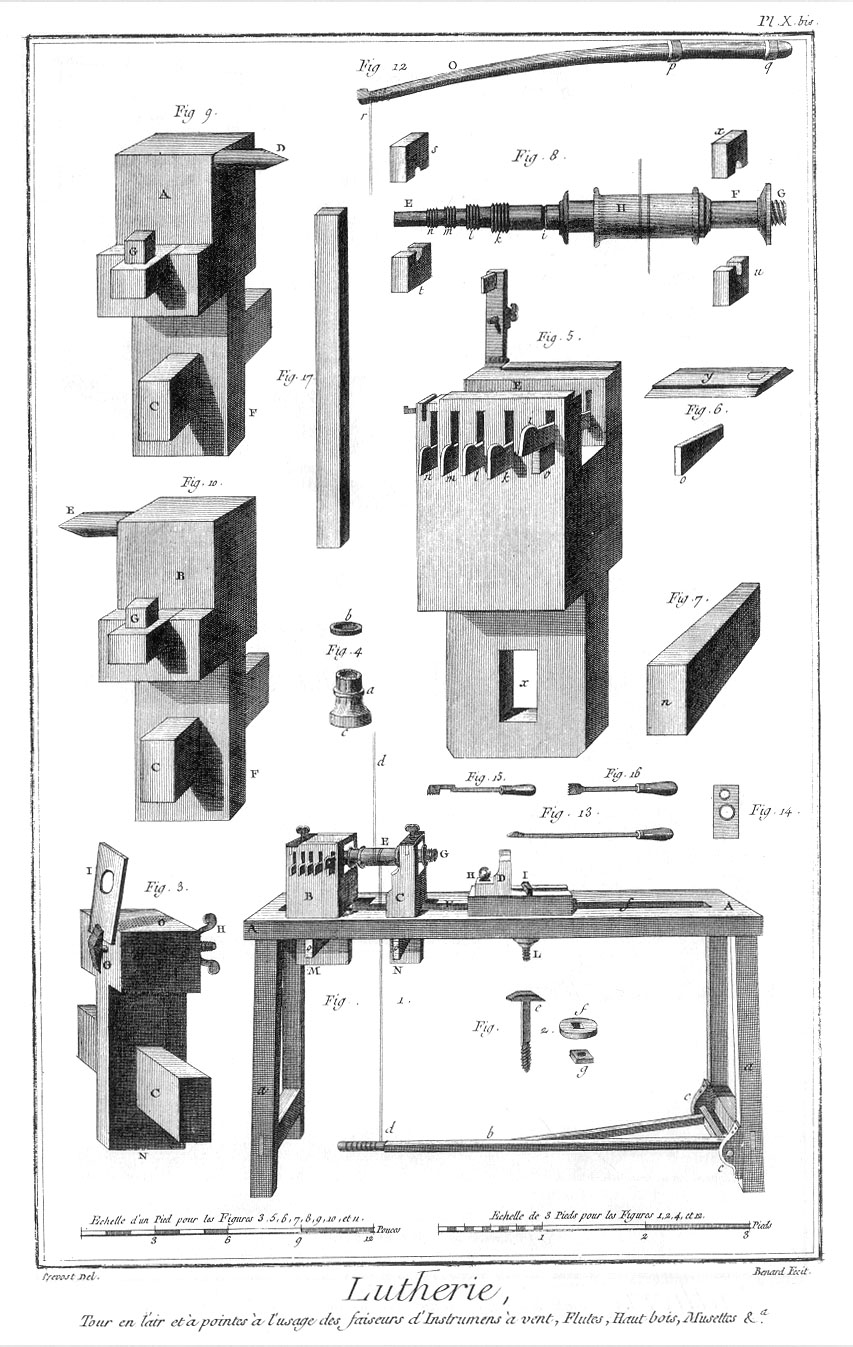 Pl. X. bis.
Fig 12
O
p
q
r
Fig 9.
A
D
G
C
F
s
Fig. 8.
x
E
n
m
l
k
i
H
F
G
t
u
Fig. 17
Fig. 5.
E
n
m
l
k
i
o
x
y
Fig. 6.
o
Fig. 10.
E
B
G
C
F
b
Fig. 4
a
c
Fig. 7.
n
d
Fig. 15.
Fig. 16
Fig. 13.
Fig. 14.
I
Fig. 3.
O
H
G
C
N
E
G
B
C
H
D
I
f
A
A
M
N
L
Fig. 1.
Fig. 2.
e
f
g
a
a
d
b
e
e
Echelle d'un Pied pour les Figures 3, 5, 6, 7, 8, 9, 10, et 11.
3 6 9 12 Pouces
Echelle de 3 Pieds pour les Figures 1, 2, 4, et 12.
1 2 3 Pieds
Prevost Del.
Benard Fecit.
Lutherie,
Tour en l'air et à pointes à l'usage des faiseurs d'Instrumens à vent, Flutes, Haut bois, Musettes &.a